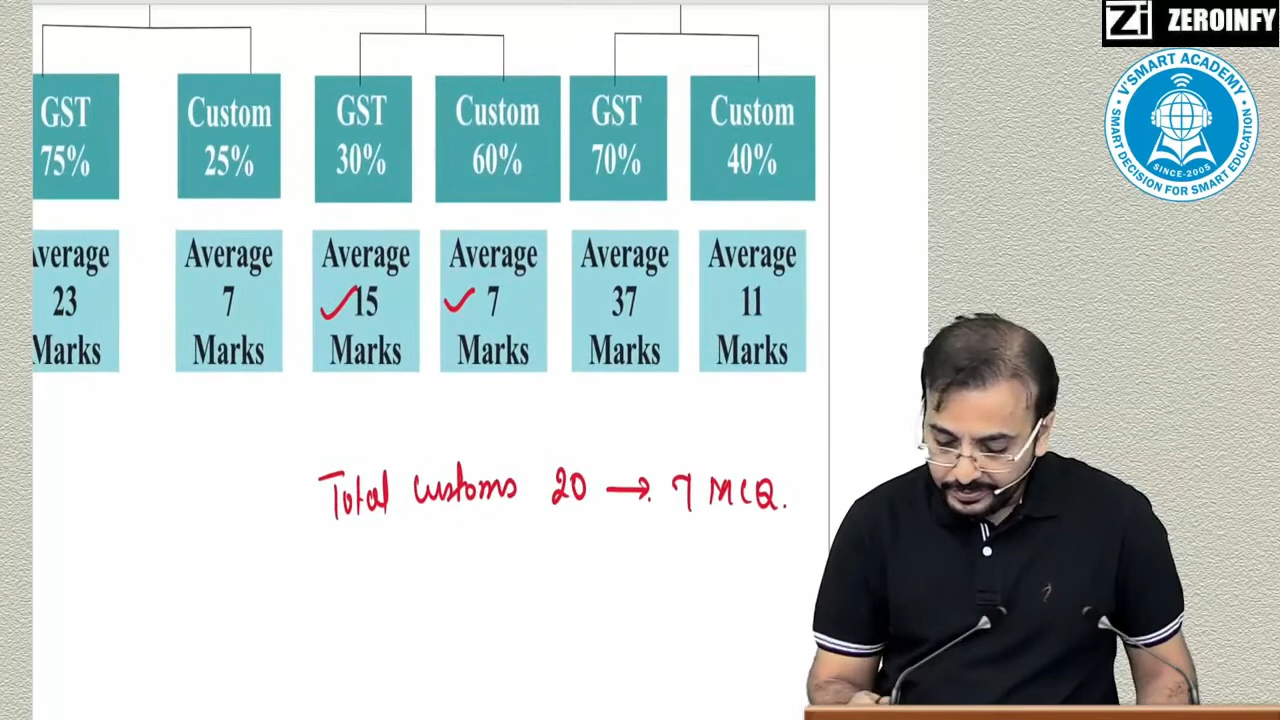 Zi ZEROINFY
V'SMART ACADEMY
SMART DECISION FOR SMART EDUCATION
SINCE-2005
GST
75%
Custom
25%
GST
30%
Custom
60%
GST
70%
Custom
40%
Average
23
Marks
Average
7
Marks
Average
15
Marks
Average
7
Marks
Average
37
Marks
Average
11
Marks
Total customs 20 → 7 MCQ.